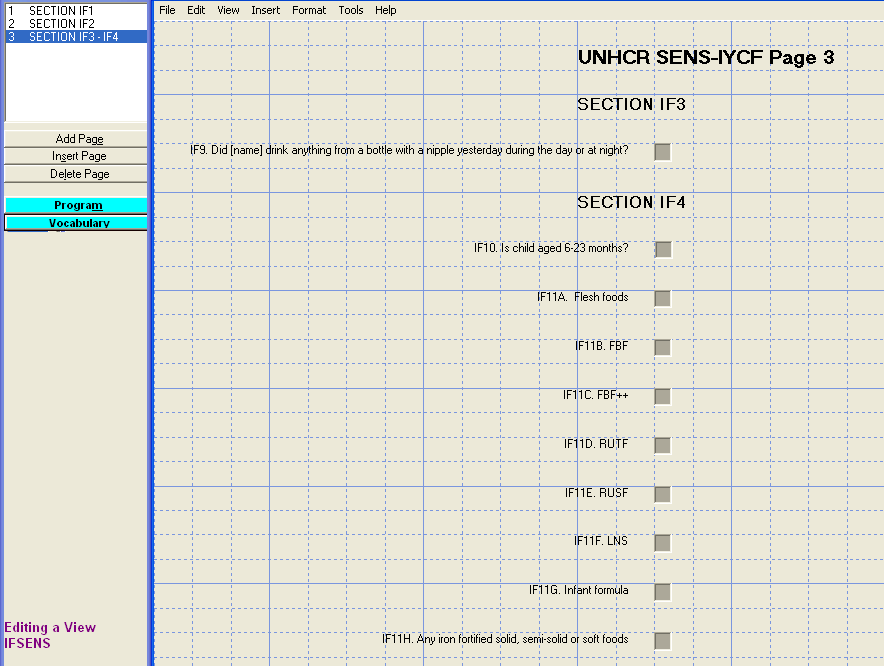 1 SECTION IF1
2 SECTION IF2
3 SECTION IF3 - IF4
Add Page
Insert Page
Delete Page
Program
Vocabulary
Editing a View
IFSENS
File Edit View Insert Format Tools Help
UNHCR SENS-IYCF Page 3
SECTION IF3
IF9. Did [name] drink anything from a bottle with a nipple yesterday during the day or at night?
SECTION IF4
IF10. Is child aged 6-23 months?
IF11A. Flesh foods
IF11B. FBF
IF11C. FBF++
IF11D. RUTF
IF11E. RUSF
IF11F. LNS
IF11G. Infant formula
IF11H. Any iron fortified solid, semi-solid or soft foods